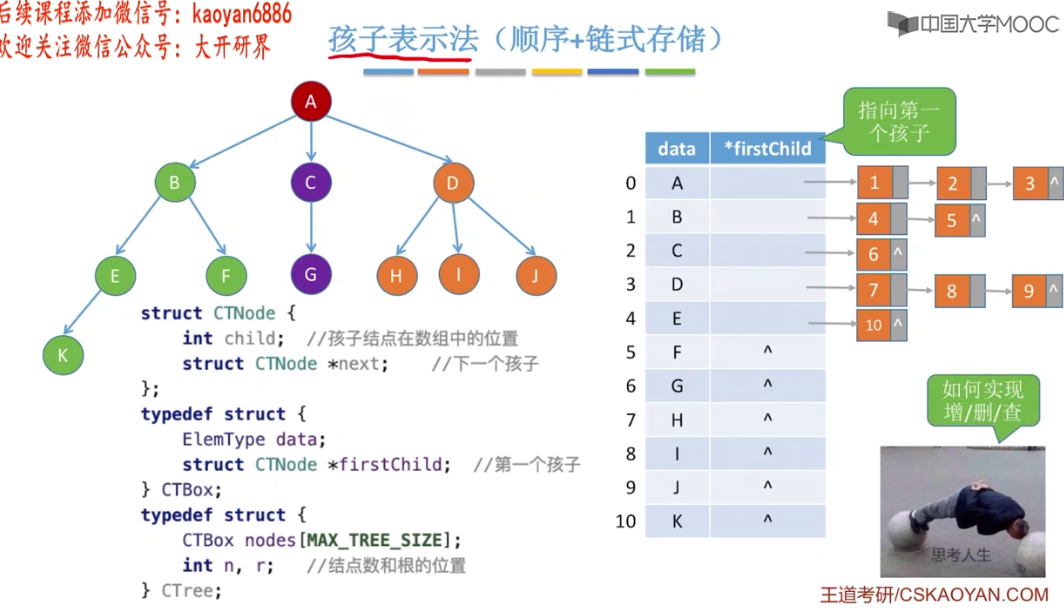 后续课程添加微信号：kaoyan6886
欢迎关注微信公众号：大开研界
中国大学MOOC
孩子表示法（顺序+链式存储）
A
B
C
D
E
F
G
H
I
J
K
struct CTNode {
int child; //孩子结点在数组中的位置
struct CTNode *next; //下一个孩子
};
typedef struct {
ElemType data;
struct CTNode *firstChild; //第一个孩子
} CTBox;
typedef struct {
CTBox nodes[MAX_TREE_SIZE];
int n, r; //结点数和根的位置
} CTree;
指向第一
个孩子
data *firstChild
0 A 1 2 3 ^
1 B 4 5 ^
2 C 6 ^
3 D 7 8 9 ^
4 E 10 ^
5 F ^
6 G ^
7 H ^
8 I ^
9 J ^
10 K ^
如何实现
增/删/查
思考人生
王道考研/CSKAOYAN.COM